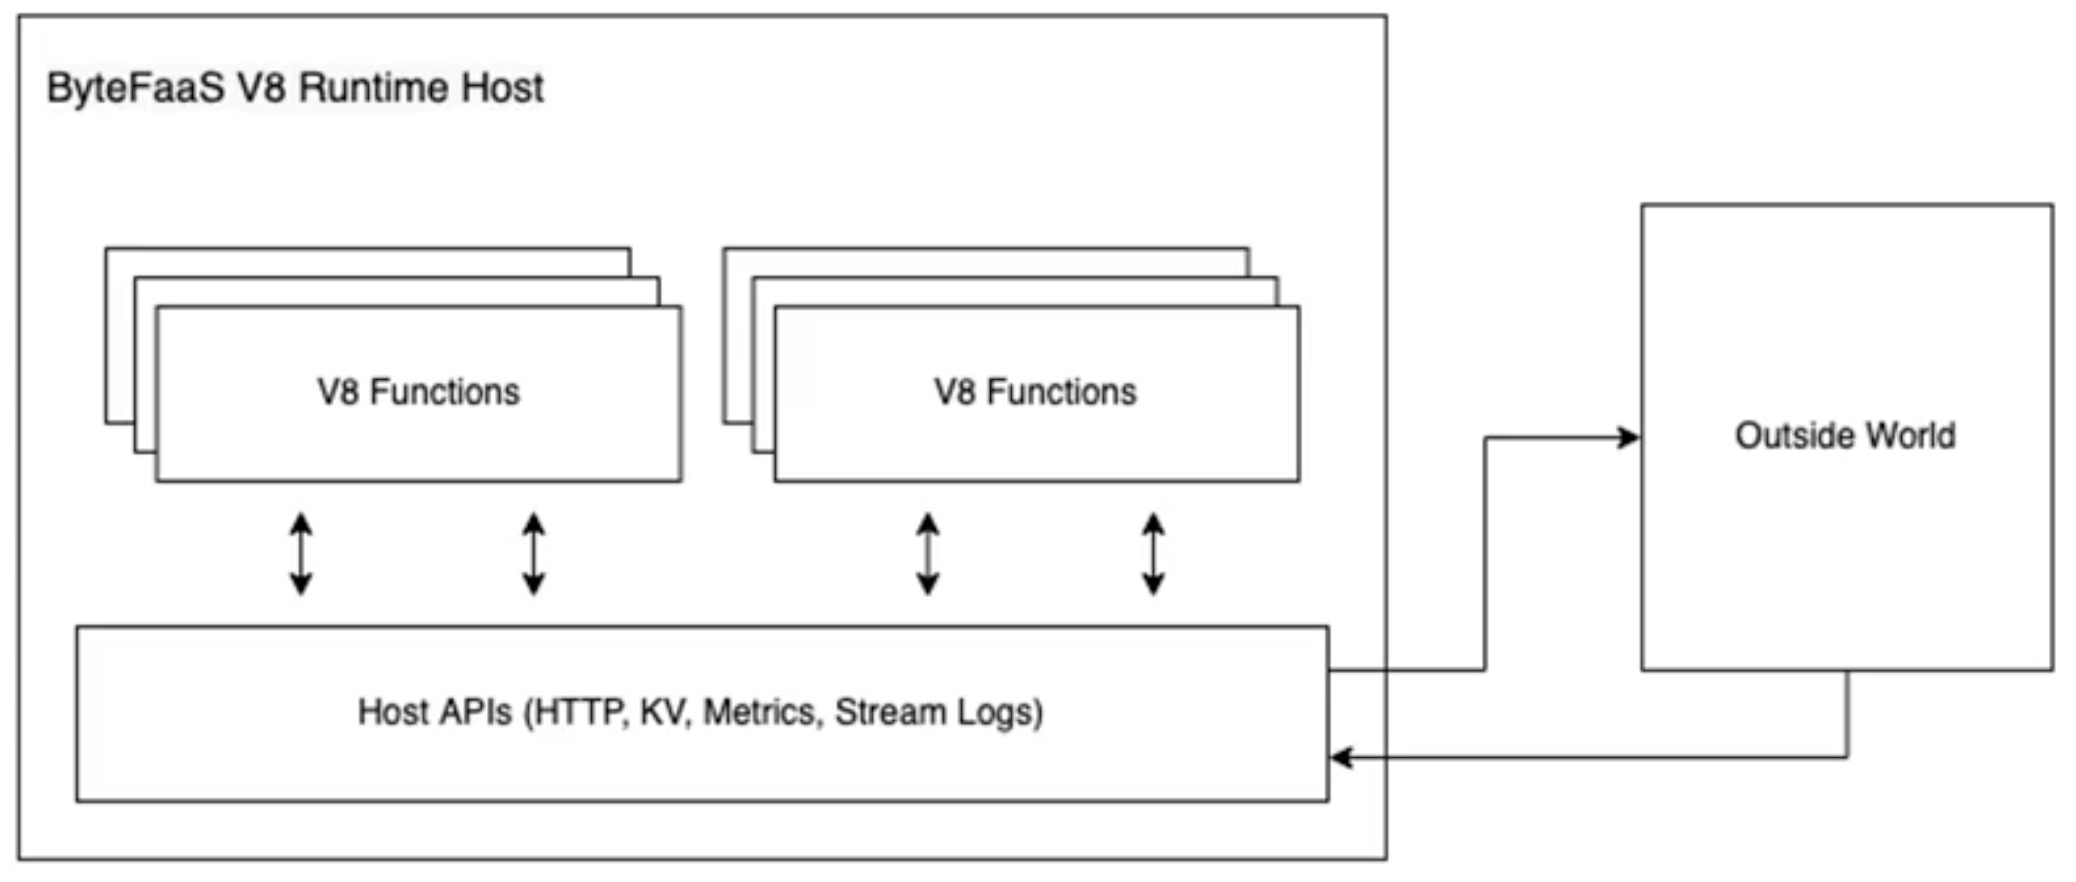 ByteFaaS V8 Runtime Host
V8 Functions
V8 Functions
Outside World
Host APIs (HTTP, KV, Metrics, Stream Logs)